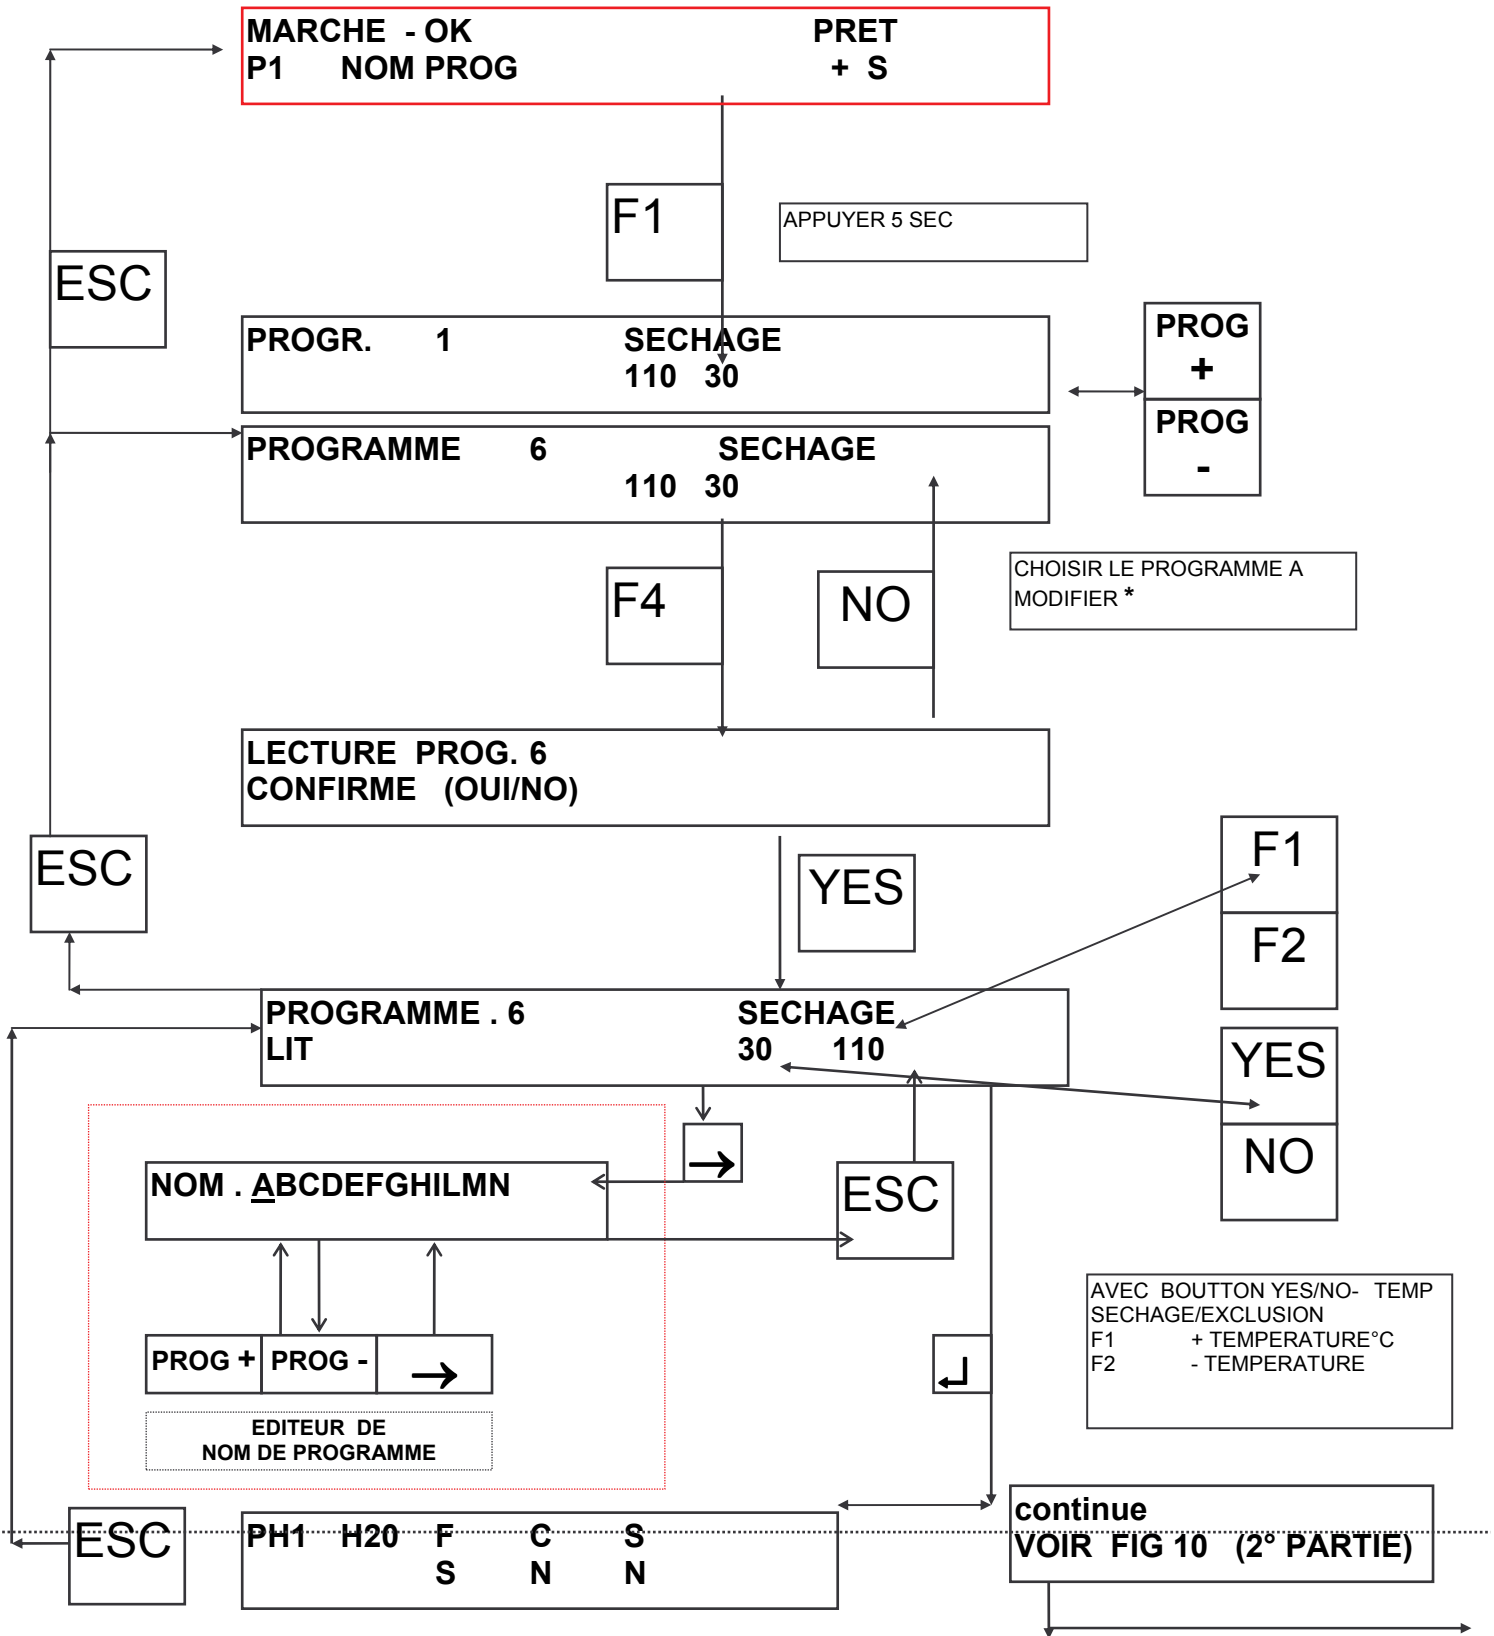 MARCHE - OK PRET
P1 NOM PROG + S
F1
APPUYER 5 SEC
ESC
PROGR. 1 SECHAGE
110 30
PROG
+
PROG
-
PROGRAMME 6 SECHAGE
110 30
F4
NO
CHOISIR LE PROGRAMME A
MODIFIER *
LECTURE PROG. 6
CONFIRME (OUI/NO)
ESC
YES
F1
F2
PROGRAMME . 6 SECHAGE
LIT 30 110
YES
NO
→
NOM . ABCDEFGHILMN
ESC
PROG + PROG - →
↵
AVEC BOUTTON YES/NO- TEMP
SECHAGE/EXCLUSION
F1 + TEMPERATURE°C
F2 - TEMPERATURE
EDITEUR DE
NOM DE PROGRAMME
ESC
PH1 H20 F C S
S N N
continue
VOIR FIG 10 (2° PARTIE)